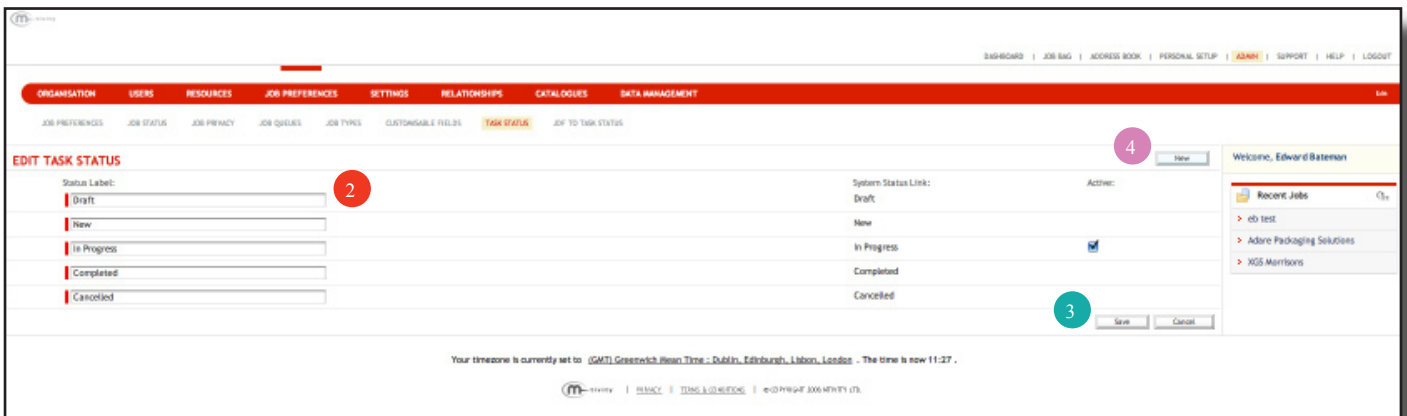 DASHBOARD | JOB BAG | ADDRESS BOOK | PERSONAL SETUP | ADMIN | SUPPORT | HELP | LOGOUT
ORGANISATION USERS RESOURCES JOB PREFERENCES SETTINGS RELATIONSHIPS CATALOGUES DATA MANAGEMENT
JOB PREFERENCES JOB STATUS JOB PRIVACY JOB QUEUES JOB TYPES CUSTOMISABLE FIELDS TASK STATUS JDF TO TASK STATUS
EDIT TASK STATUS
4
New
Welcome, Edward Bateman
Status Label: System Status Link: Active:
2
Draft Draft
Recent Jobs
New New
> eb test
In Progress In Progress
> Adare Packaging Solutions
Completed Completed
> XGS Morrisons
Cancelled Cancelled
3
Save Cancel
Your timezone is currently set to (GMT) Greenwich Mean Time : Dublin, Edinburgh, Lisbon, London . The time is now 11:27 .
| PRIVACY | TERMS & CONDITIONS | © COPYRIGHT 2006 MTIVITY LTD.